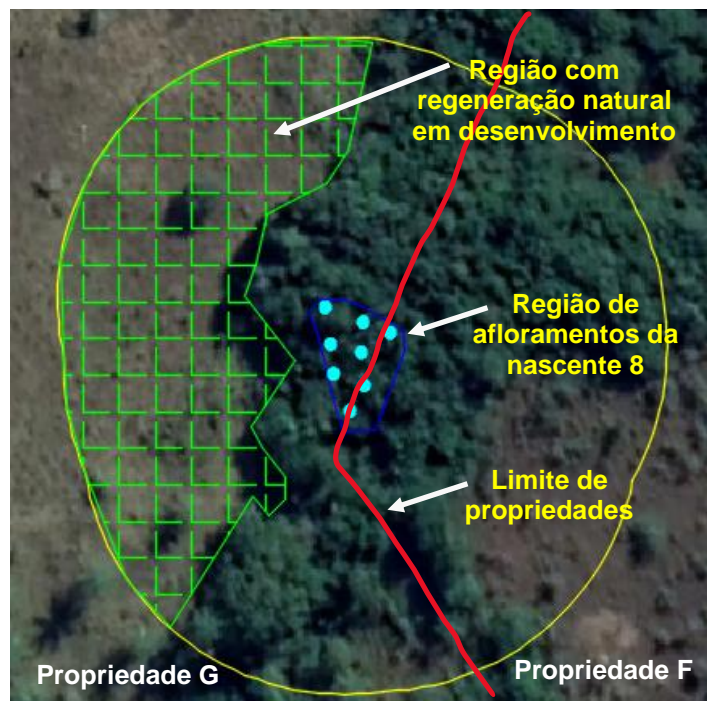 Região com
regeneração natural
em desenvolvimento
Região de
afloramentos da
nascente 8
Limite de
propriedades
Propriedade G
Propriedade F